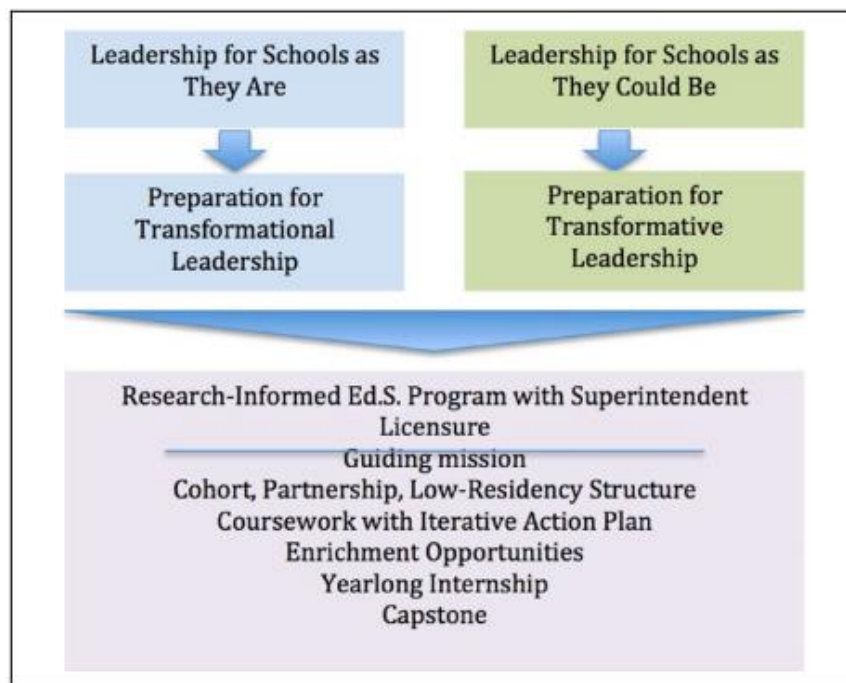 Leadership for Schools as
They Are
Leadership for Schools as
They Could Be
Preparation for
Transformational
Leadership
Preparation for
Transformative
Leadership
Research-Informed Ed.S. Program with Superintendent
Licensure
Guiding mission
Cohort, Partnership, Low-Residency Structure
Coursework with Iterative Action Plan
Enrichment Opportunities
Yearlong Internship
Capstone